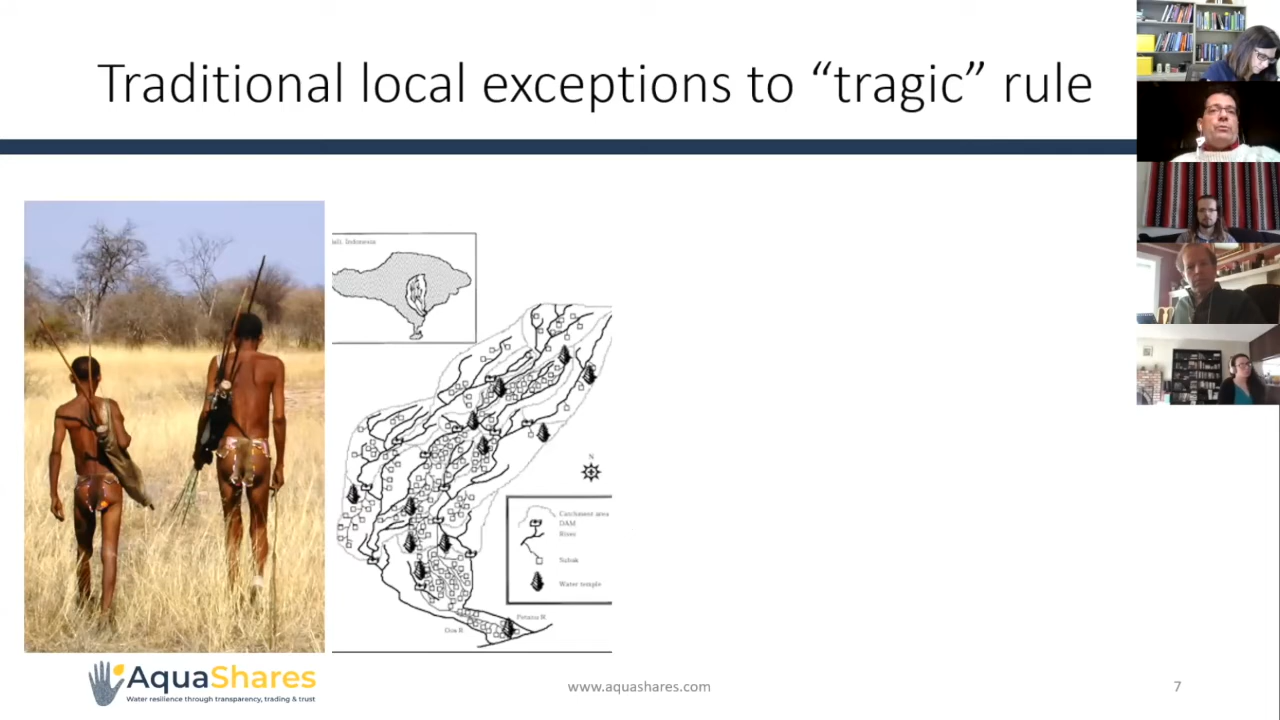 Traditional local exceptions to “tragic” rule
Indonesia
N
Catchment area
DAM
River
Subak
Water temple
Petanu R
AquaShares
Water resilience through transparency, trading & trust
www.aquashares.com
7